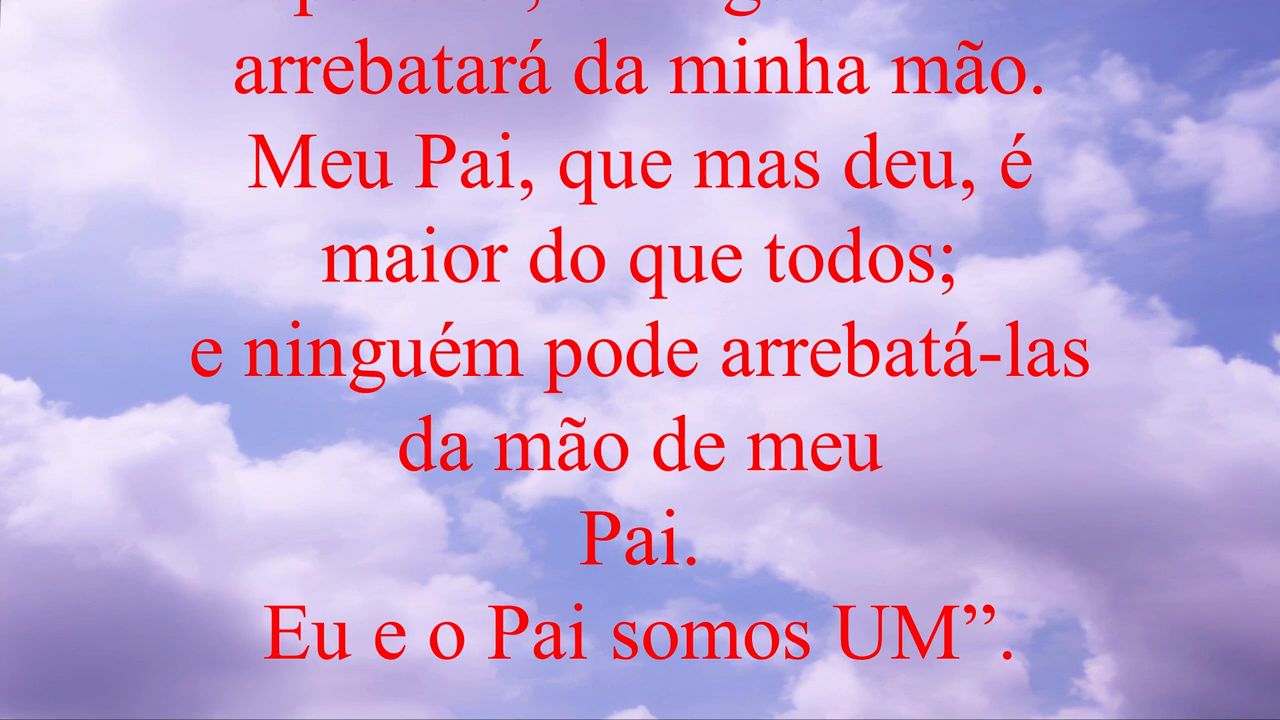 arrebatará da minha mão.
Meu Pai, que mas deu, é
maior do que todos;
e ninguém pode arrebatá-las
da mão de meu
Pai.
Eu e o Pai somos UM”.